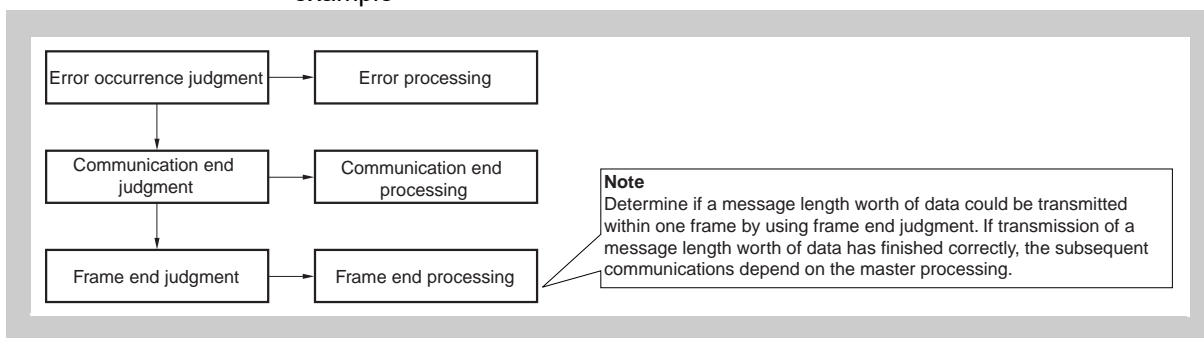 example
Error occurrence judgment
Error processing
Communication end
judgment
Communication end
processing
Note
Determine if a message length worth of data could be transmitted
within one frame by using frame end judgment. If transmission of a
message length worth of data has finished correctly, the subsequent
communications depend on the master processing.
Frame end judgment
Frame end processing